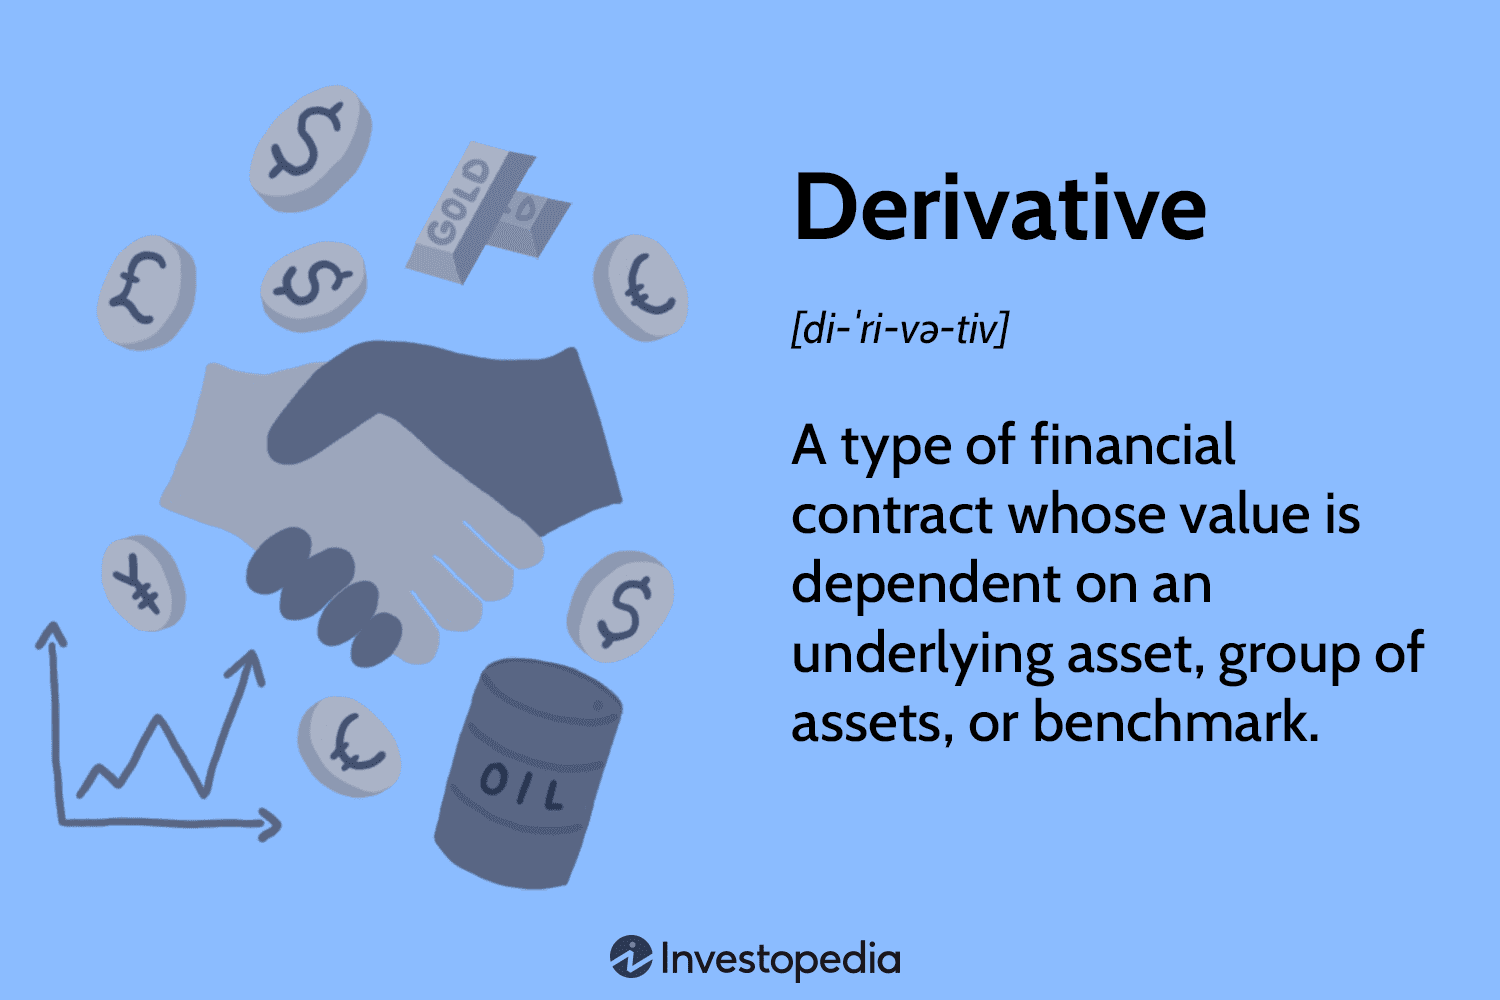 $
GOLD
LD
£
$
€
Derivative
[di-ˈri-və-tiv]
A type of financial
contract whose value is
dependent on an
underlying asset, group of
assets, or benchmark.
¥
$
€
OIL
Investopedia